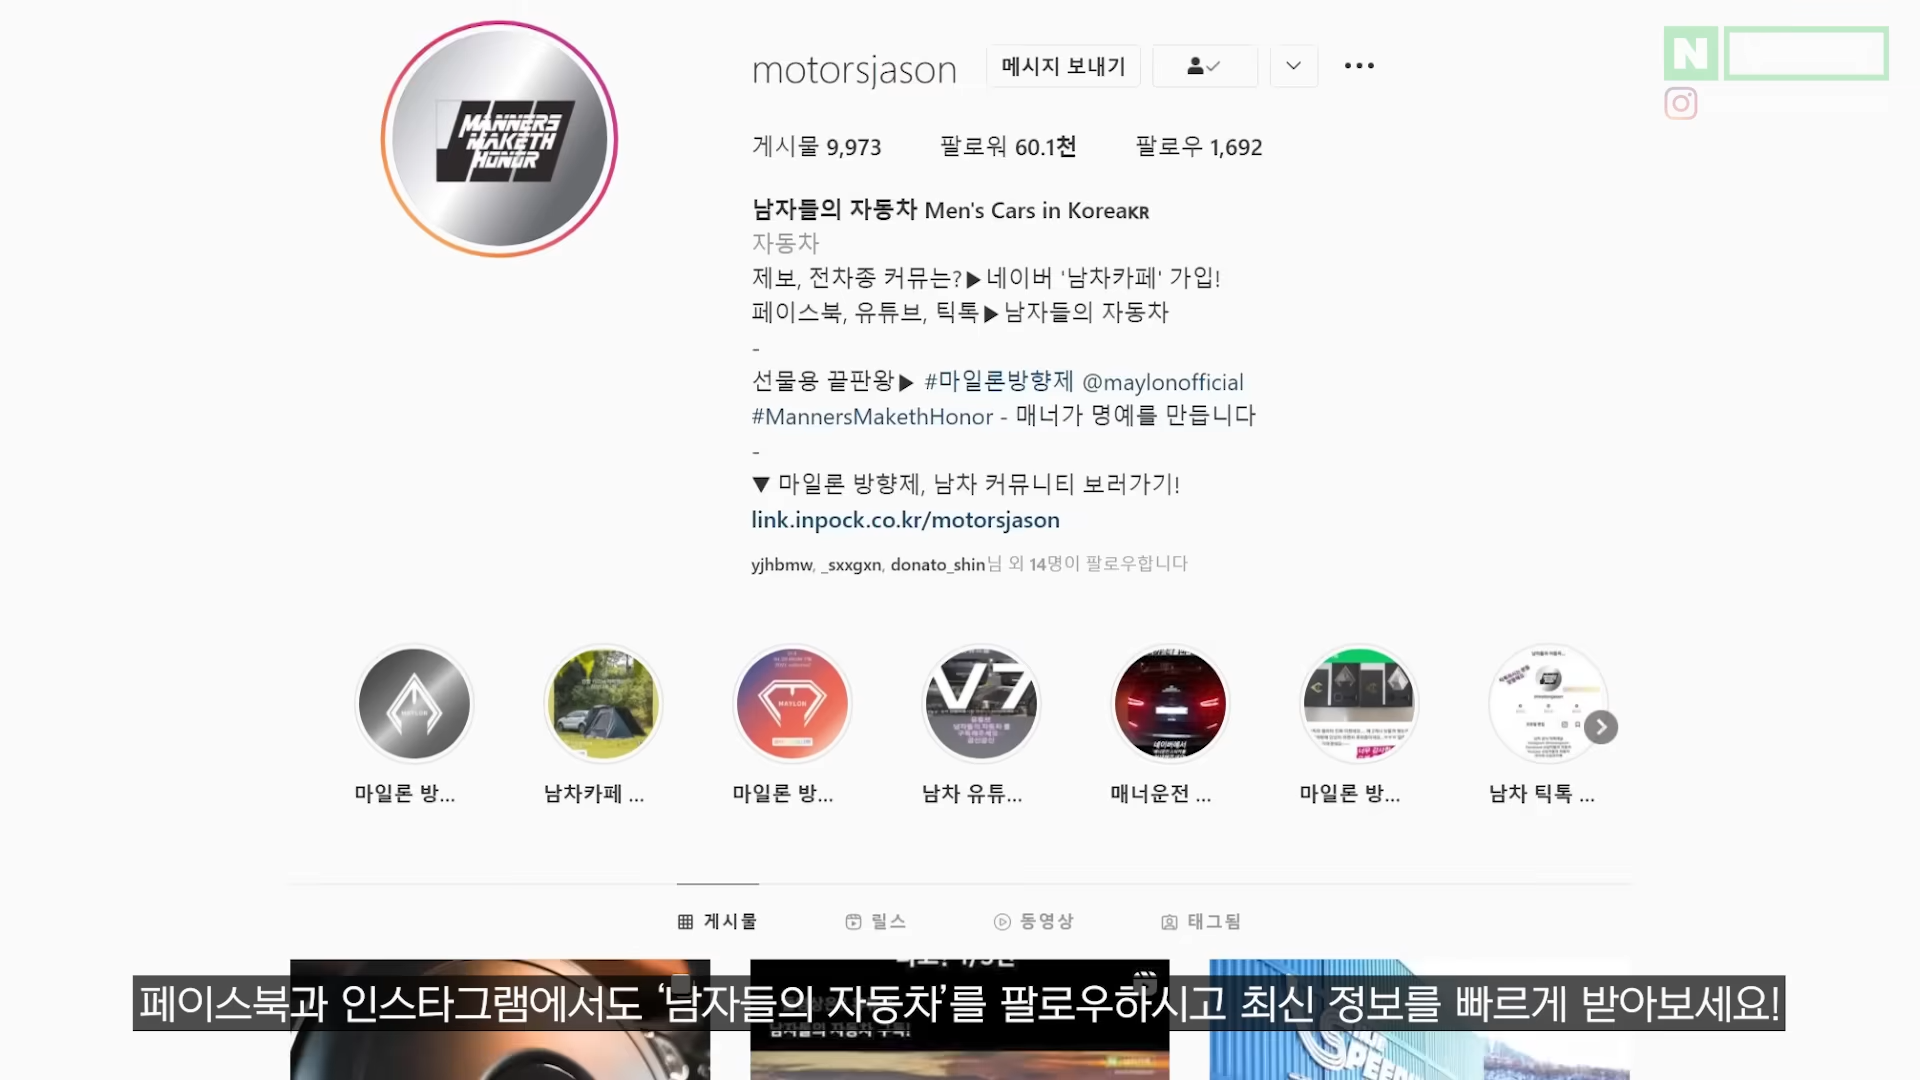 motorsjason 메시지 보내기
N
게시물 9,973 팔로워 60.1천 팔로우 1,692
남자들의 자동차 Men's Cars in KoreaKR
자동차
제보, 전차종 커뮤는?▶네이버 '남차카페' 가입!
페이스북, 유튜브, 틱톡▶남자들의 자동차
-
선물용 끝판왕▶ #마일론방향제 @maylonofficial
#MannersMakethHonor - 매너가 명예를 만듭니다
-
▼ 마일론 방향제, 남차 커뮤니티 보러가기!
link.inpock.co.kr/motorsjason
yjhbmw, _sxxgxn, donato_shin님 외 14명이 팔로우합니다
MANNERS
MAKETH
HONOR
MAYLON
V7
마일론 방... 남차카페 ... 마일론 방... 남차 유튜... 매너운전 ... 마일론 방... 남차 틱톡 ...
게시물 릴스 동영상 태그됨
페이스북과 인스타그램에서도 ‘남자들의 자동차’를 팔로우하시고 최신 정보를 빠르게 받아보세요!
남자들의 자동차 구독!